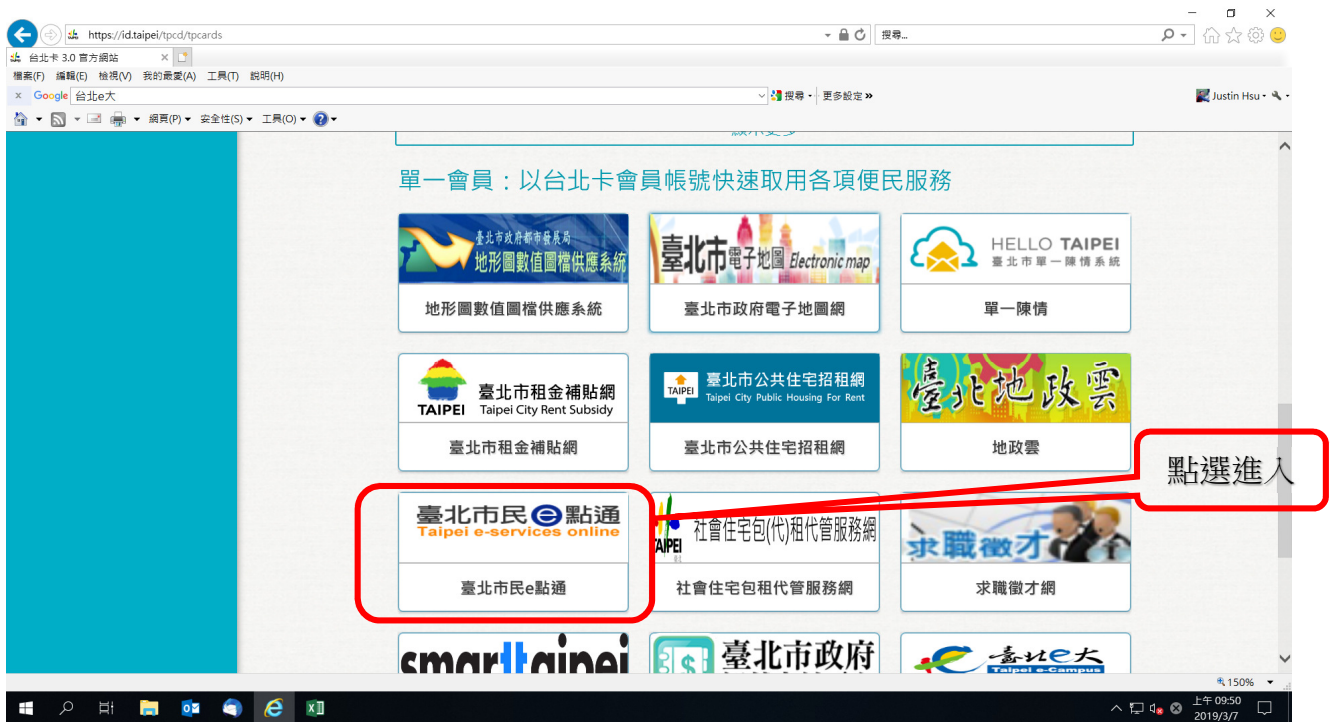 https://id.taipei/tpcd/tpcards
搜尋...
台北卡 3.0 官方網站
檔案(F) 編輯(E) 檢視(V) 我的最愛(A) 工具(T) 說明(H)
x Google 台北e大 搜尋 更多設定 »
Justin Hsu
網頁(P) 安全性(S) 工具(O)
顯示更多
單一會員：以台北卡會員帳號快速取用各項便民服務
臺北市政府都市發展局
地形圖數值圖檔供應系統
臺北市電子地圖 Electronic map
HELLO TAIPEI
臺北市單一陳情系統
地形圖數值圖檔供應系統
臺北市政府電子地圖網
單一陳情
TAIPEI
臺北市租金補貼網
Taipei City Rent Subsidy
TAIPEI
臺北市公共住宅招租網
Taipei City Public Housing For Rent
臺北地政雲
臺北市租金補貼網
臺北市公共住宅招租網
地政雲
點選進入
臺北市民e點通
Taipei e-services online
TAIPEI
社會住宅包(代)租代管服務網
求職徵才
臺北市民e點通
社會住宅包租代管服務網
求職徵才網
smarttaipei
臺北市政府
臺北e大
Taipei e-Campus
150%
上午 09:50
2019/3/7